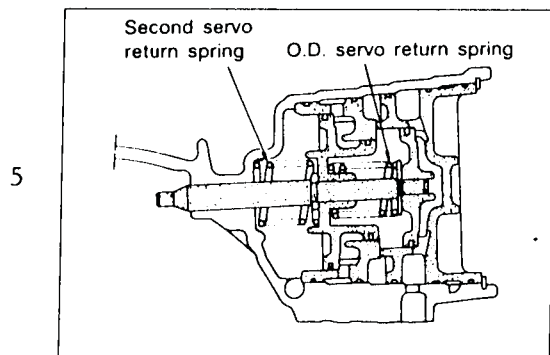 Second servo
return spring
O.D. servo return spring
5